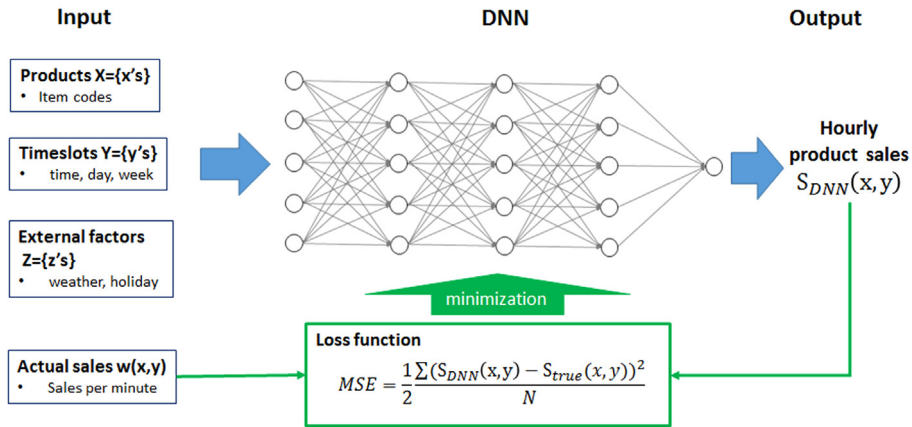 Input
DNN
Output
Products X={x's}
• Item codes
Timeslots Y={y's}
• time, day, week
External factors
Z={z's}
• weather, holiday
Actual sales w(x,y)
• Sales per minute
Hourly
product sales
S_DNN(x,y)
minimization
Loss function
MSE = 1/2 ∑(S_DNN(x,y) − S_true(x,y))² / N